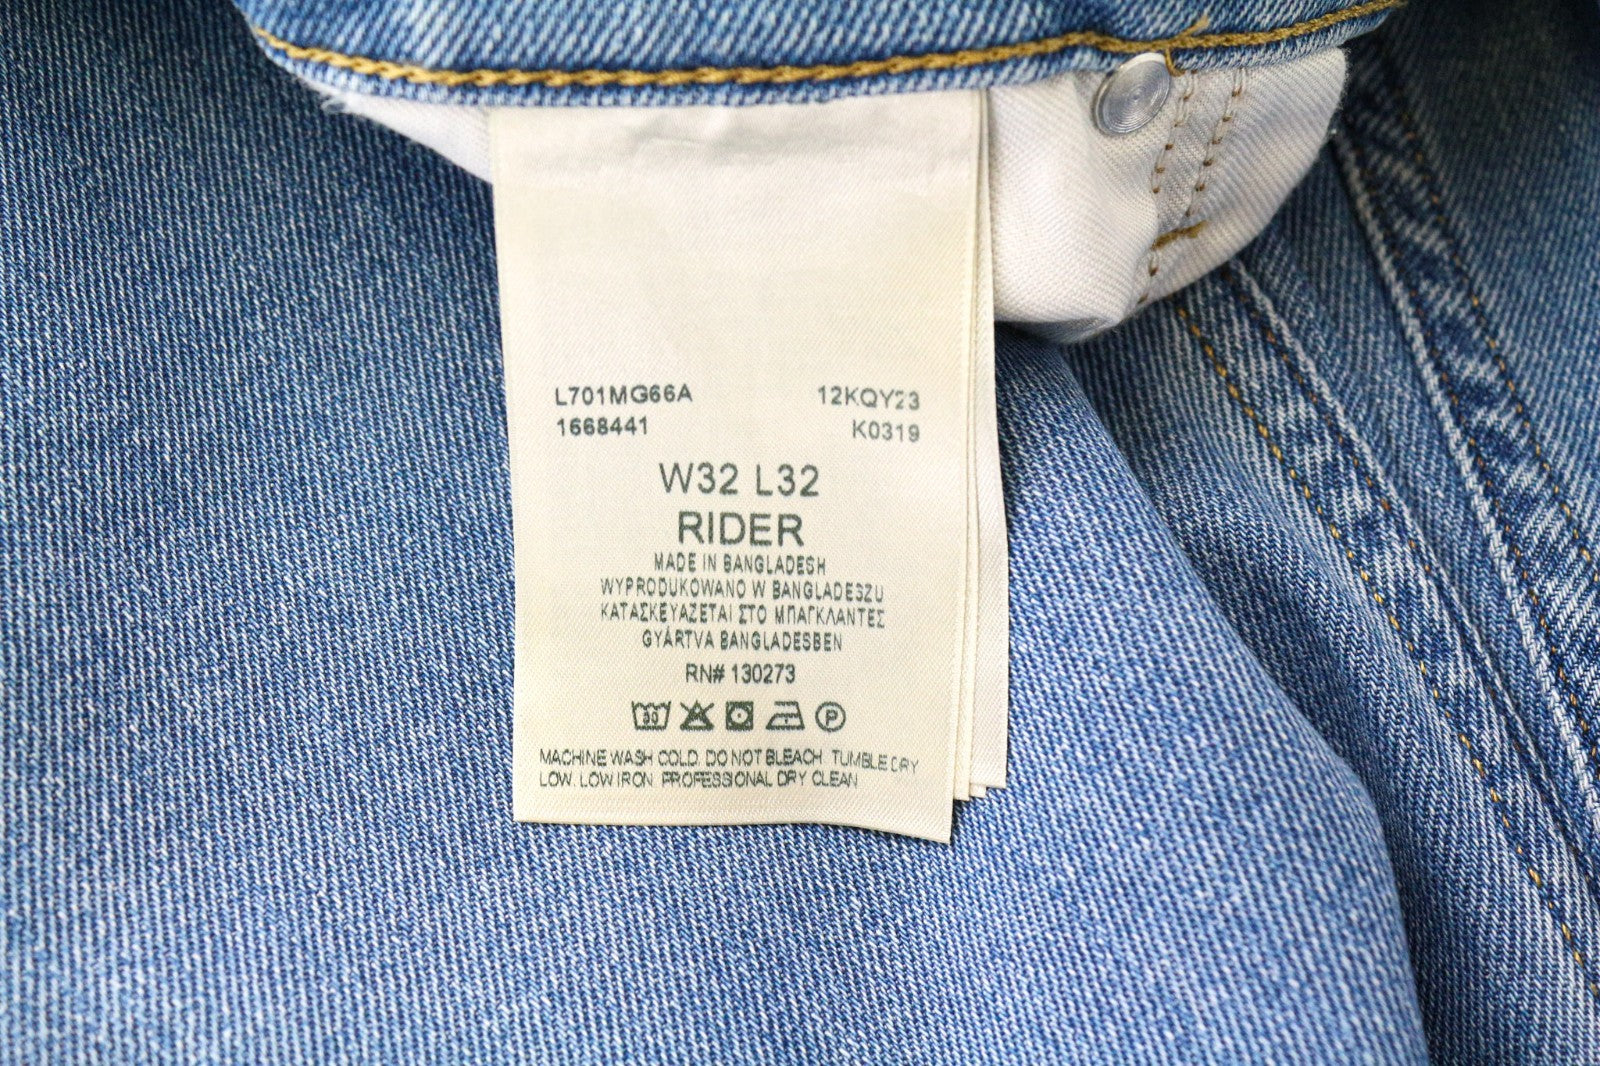 L701MG66A 12KQY23
1668441 K0319
W32 L32
RIDER
MADE IN BANGLADESH
WYPRODUKOWANO W BANGLADESZU
ΚΑΤΑΣΚΕΥΑΖΕΤΑΙ ΣΤΟ ΜΠΑΓΚΛΑΝΤΕΣ
GYÁRTVA BANGLADESBEN
RN# 130273
30 P
MACHINE WASH COLD. DO NOT BLEACH. TUMBLE DRY
LOW. LOW IRON. PROFESSIONAL DRY CLEAN